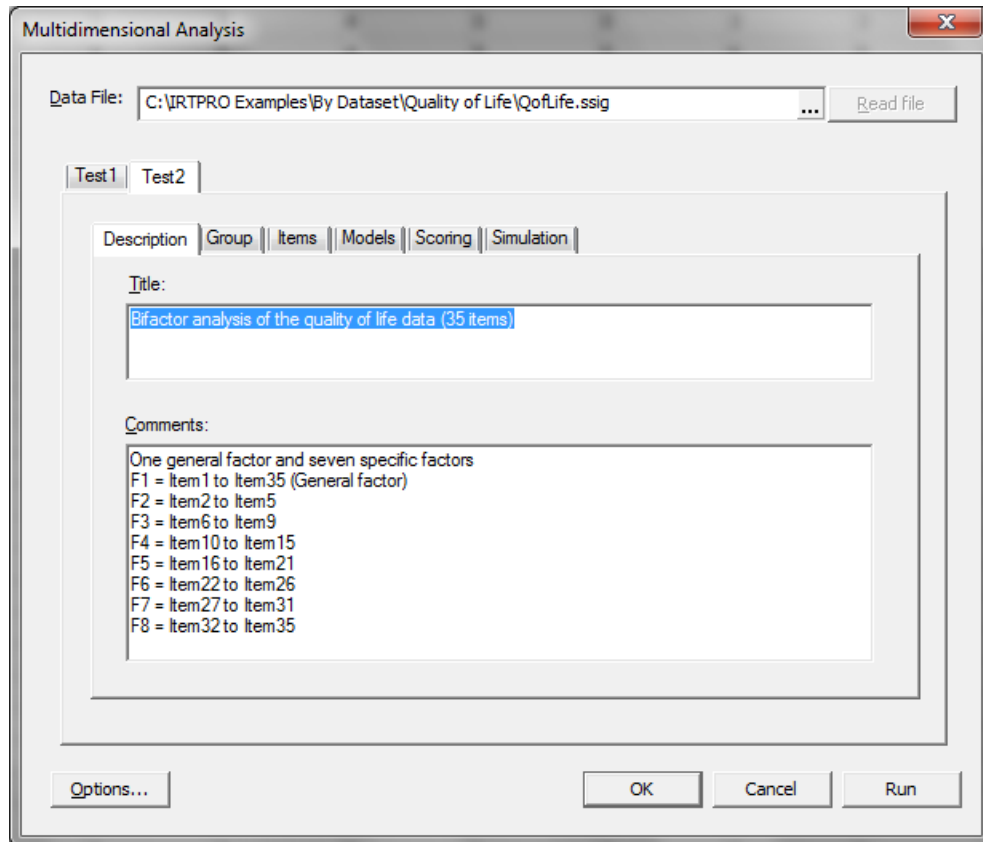 Multidimensional Analysis
Data File: C:\IRTPRO Examples\By Dataset\Quality of Life\QofLife.ssig ... Read file
Test1 Test2
Description Group Items Models Scoring Simulation
Title:
Bifactor analysis of the quality of life data (35 items)
Comments:
One general factor and seven specific factors
F1 = Item1 to Item35 (General factor)
F2 = Item2 to Item5
F3 = Item6 to Item9
F4 = Item10 to Item15
F5 = Item16 to Item21
F6 = Item22 to Item26
F7 = Item27 to Item31
F8 = Item32 to Item35
Options... OK Cancel Run